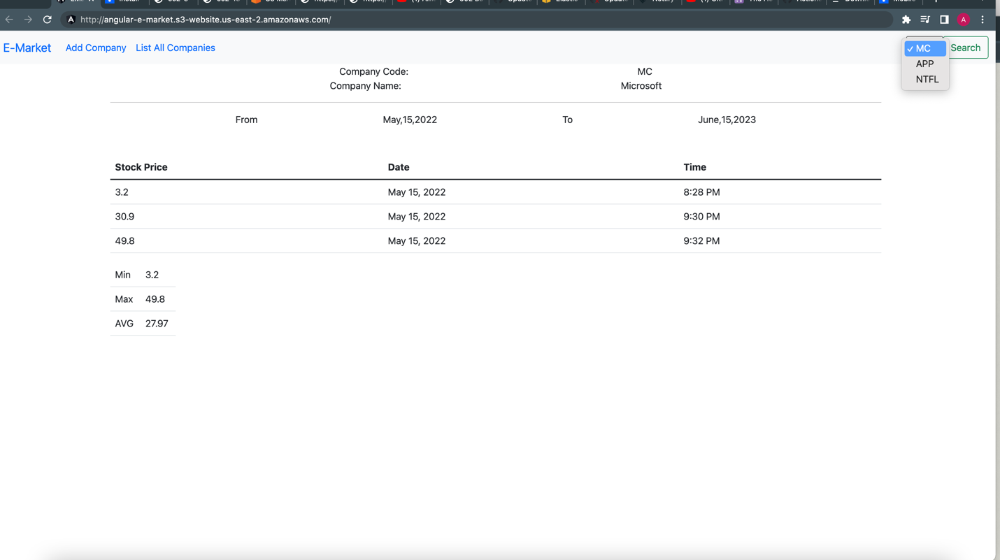 http://angular-e-market.s3-website.us-east-2.amazonaws.com/ A
E-Market Add Company List All Companies ✓ MC Search
APP
NTFL
Company Code: MC
Company Name: Microsoft
From May,15,2022 To June,15,2023
Stock Price Date Time
3.2 May 15, 2022 8:28 PM
30.9 May 15, 2022 9:30 PM
49.8 May 15, 2022 9:32 PM
Min 3.2
Max 49.8
AVG 27.97